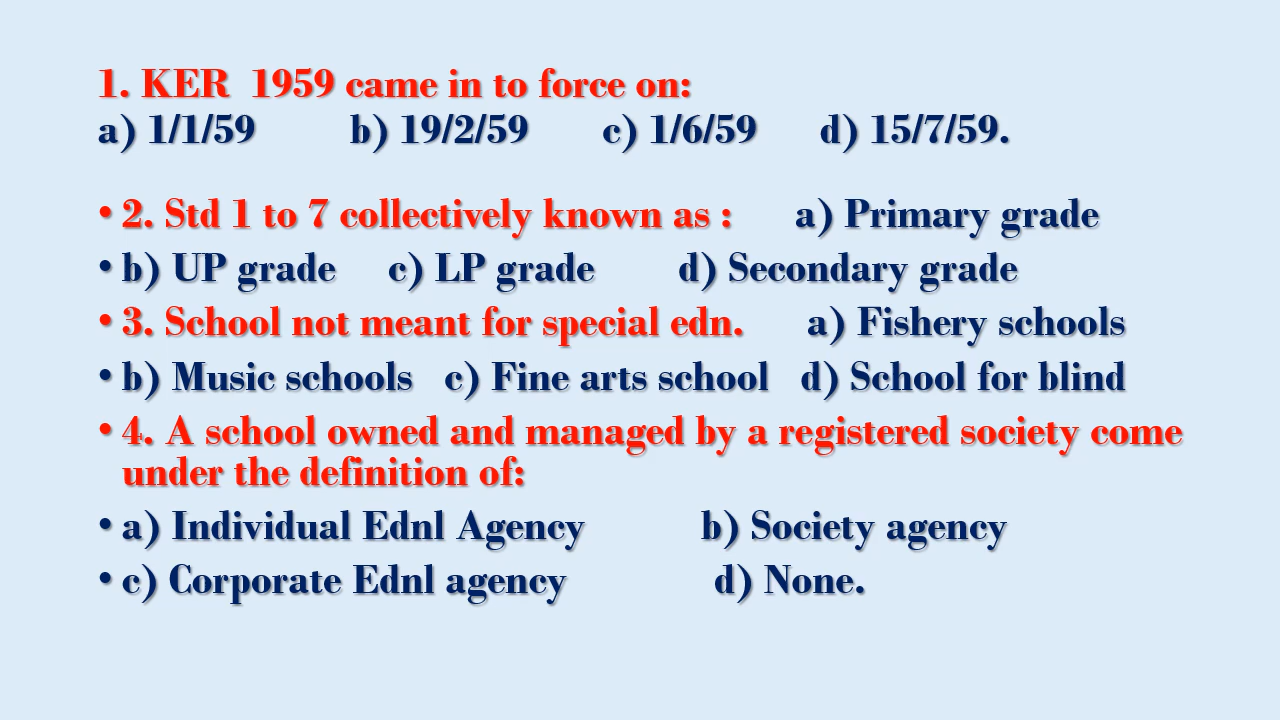 1. KER 1959 came in to force on:
a) 1/1/59 b) 19/2/59 c) 1/6/59 d) 15/7/59.
• 2. Std 1 to 7 collectively known as : a) Primary grade
• b) UP grade c) LP grade d) Secondary grade
• 3. School not meant for special edn. a) Fishery schools
• b) Music schools c) Fine arts school d) School for blind
• 4. A school owned and managed by a registered society come
under the definition of:
• a) Individual Ednl Agency b) Society agency
• c) Corporate Ednl agency d) None.